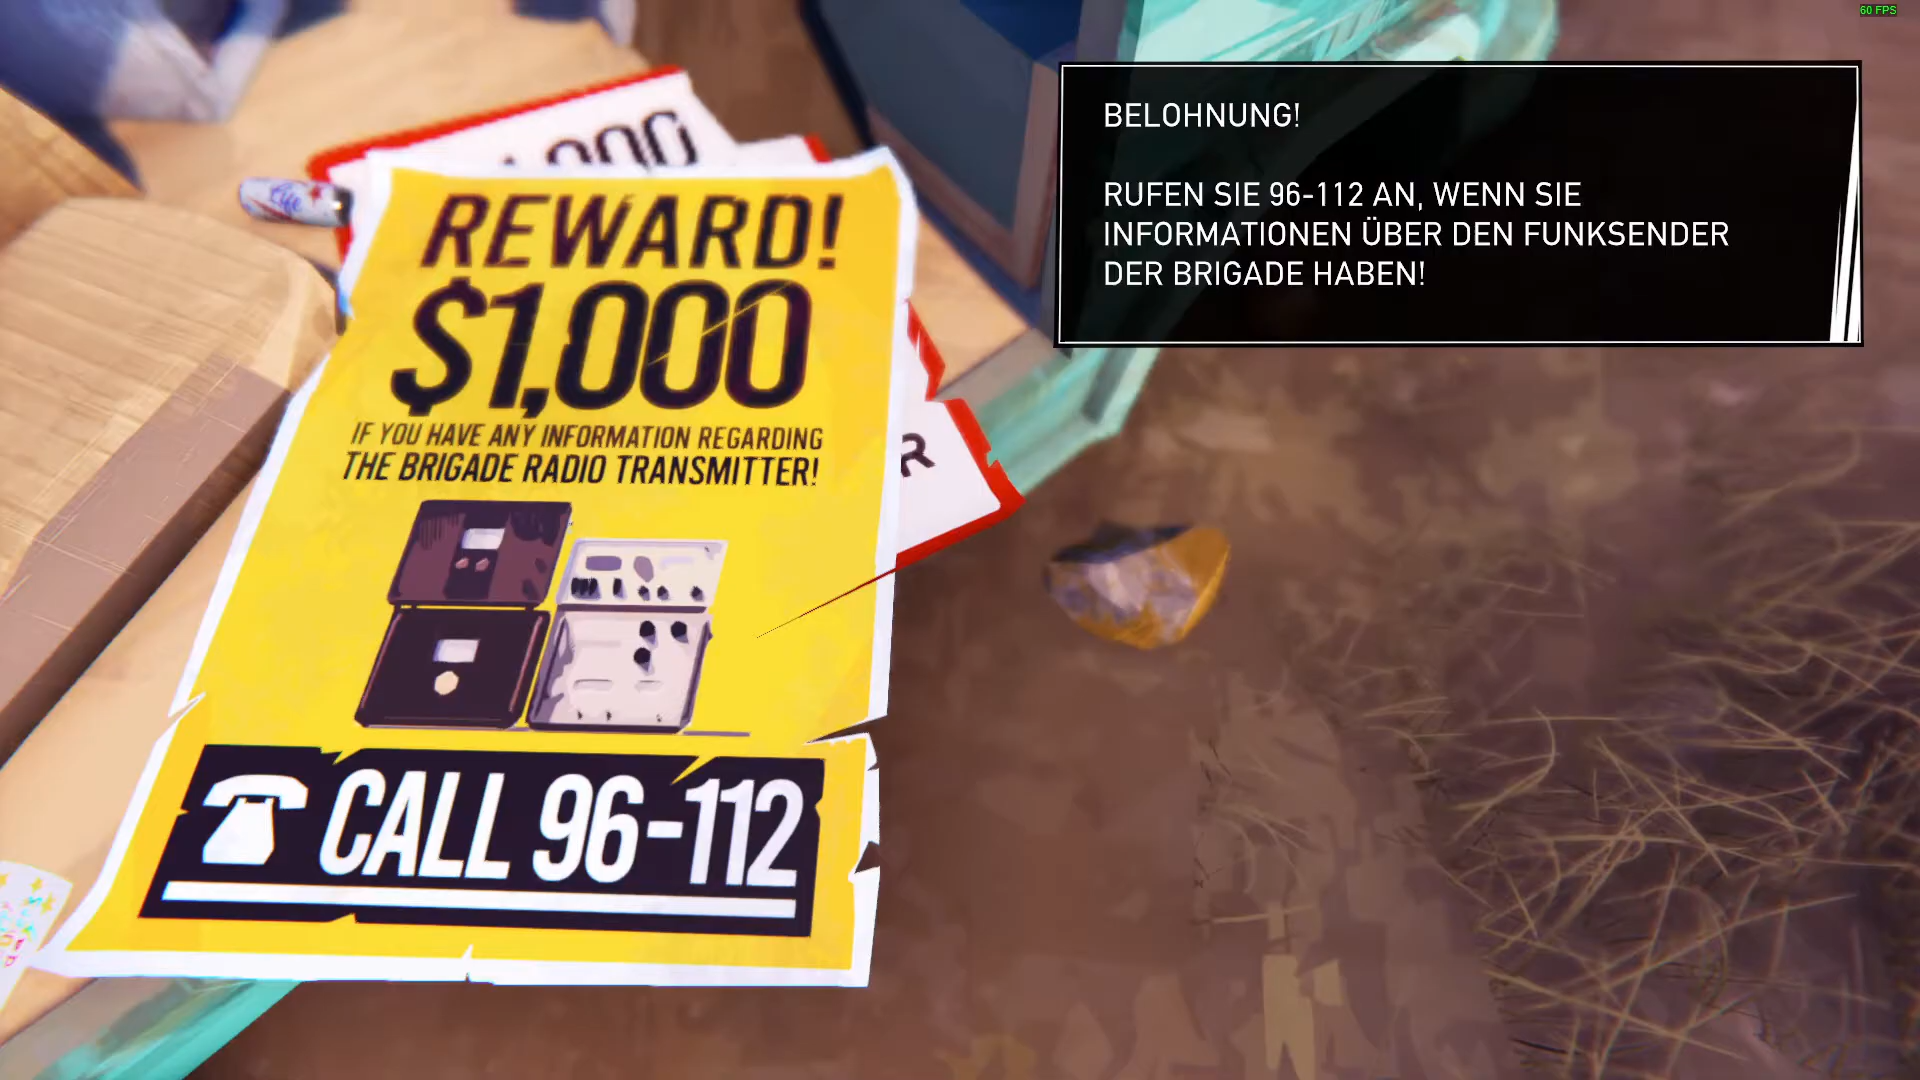 60 FPS
BELOHNUNG!
RUFEN SIE 96-112 AN, WENN SIE
INFORMATIONEN ÜBER DEN FUNKSENDER
DER BRIGADE HABEN!
Life
REWARD!
$1,000
IF YOU HAVE ANY INFORMATION REGARDING
THE BRIGADE RADIO TRANSMITTER!
CALL 96-112